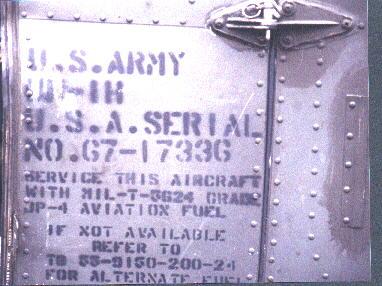 U.S.ARMY
UH-1H
U.S.A.SERIAL
NO.67-17336
SERVICE THIS AIRCRAFT
WITH MIL-T-5624 GRADE
JP-4 AVIATION FUEL
IF NOT AVAILABLE
REFER TO
TB 55-9150-200-24
FOR ALTERNATE FUEL